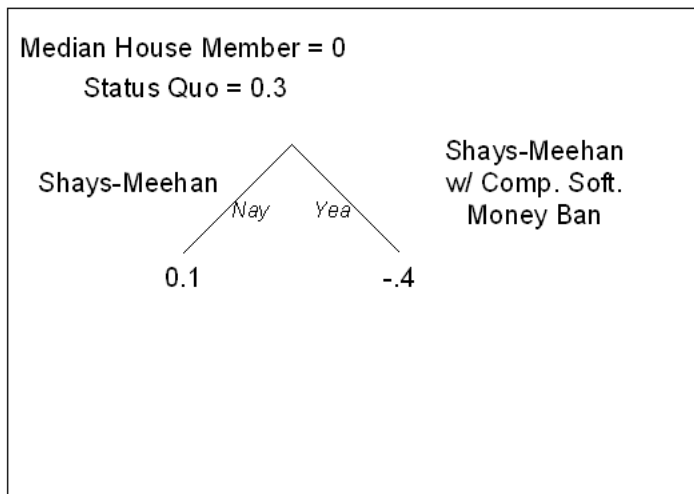 Median House Member = 0
Status Quo = 0.3
Shays-Meehan
Shays-Meehan
w/ Comp. Soft.
Money Ban
Nay
Yea
0.1
-.4